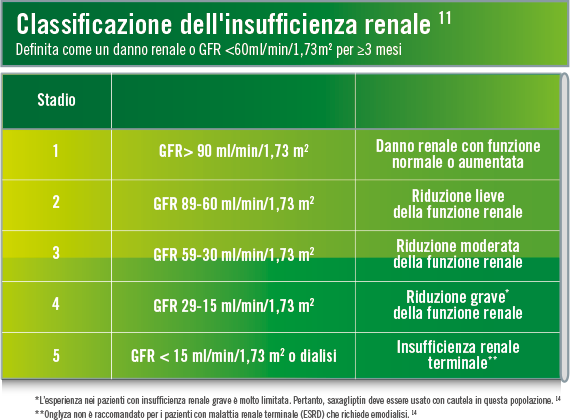 Classificazione dell'insufficienza renale 11
Definita come un danno renale o GFR <60ml/min/1,73m² per ≥3 mesi
Stadio
1 GFR> 90 ml/min/1,73 m² Danno renale con funzione
normale o aumentata
2 GFR 89-60 ml/min/1,73 m² Riduzione lieve
della funzione renale
3 GFR 59-30 ml/min/1,73 m² Riduzione moderata
della funzione renale
4 GFR 29-15 ml/min/1,73 m² Riduzione grave*
della funzione renale
5 GFR < 15 ml/min/1,73 m² o dialisi Insufficienza renale
terminale**
*L'esperienza nei pazienti con insufficienza renale grave è molto limitata. Pertanto, saxagliptin deve essere usato con cautela in questa popolazione. 14
**Onglyza non è raccomandato per i pazienti con malattia renale terminale (ESRD) che richiede emodialisi. 14